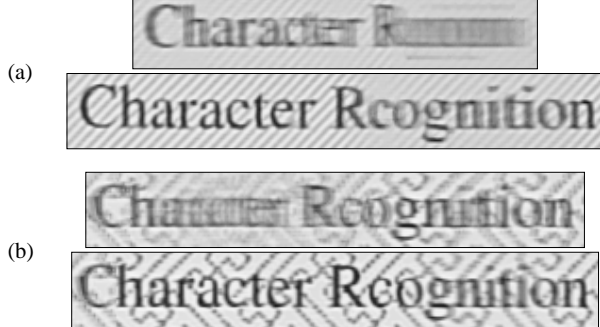 Character
(a)
Character Rcognition
Rcognition
(b)
Character Rcognition